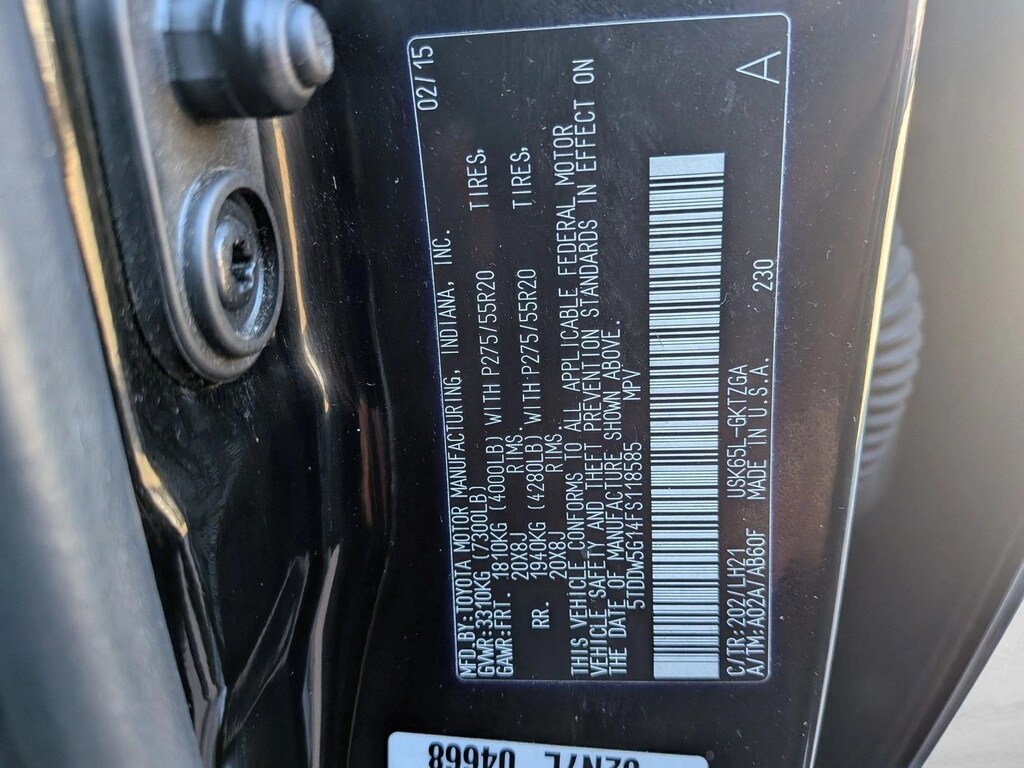 MFD.BY:TOYOTA MOTOR MANUFACTURING, INDIANA, INC. 02/15
GVWR:3310KG (7300LB)
GAWR:FRT. 1810KG (4000LB) WITH P275/55R20 TIRES,
20X8J RIMS
RR. 1940KG (4280LB) WITH P275/55R20 TIRES,
20X8J RIMS
THIS VEHICLE CONFORMS TO ALL APPLICABLE FEDERAL MOTOR
VEHICLE SAFETY AND THEFT PREVENTION STANDARDS IN EFFECT ON
THE DATE OF MANUFACTURE SHOWN ABOVE.
5TDDW5G14FS118585 MPV
C/TR:202/LH21 USK65L-GKTZGA
A/TM:A02A/AB60F MADE IN U.S.A. 230 A
04668